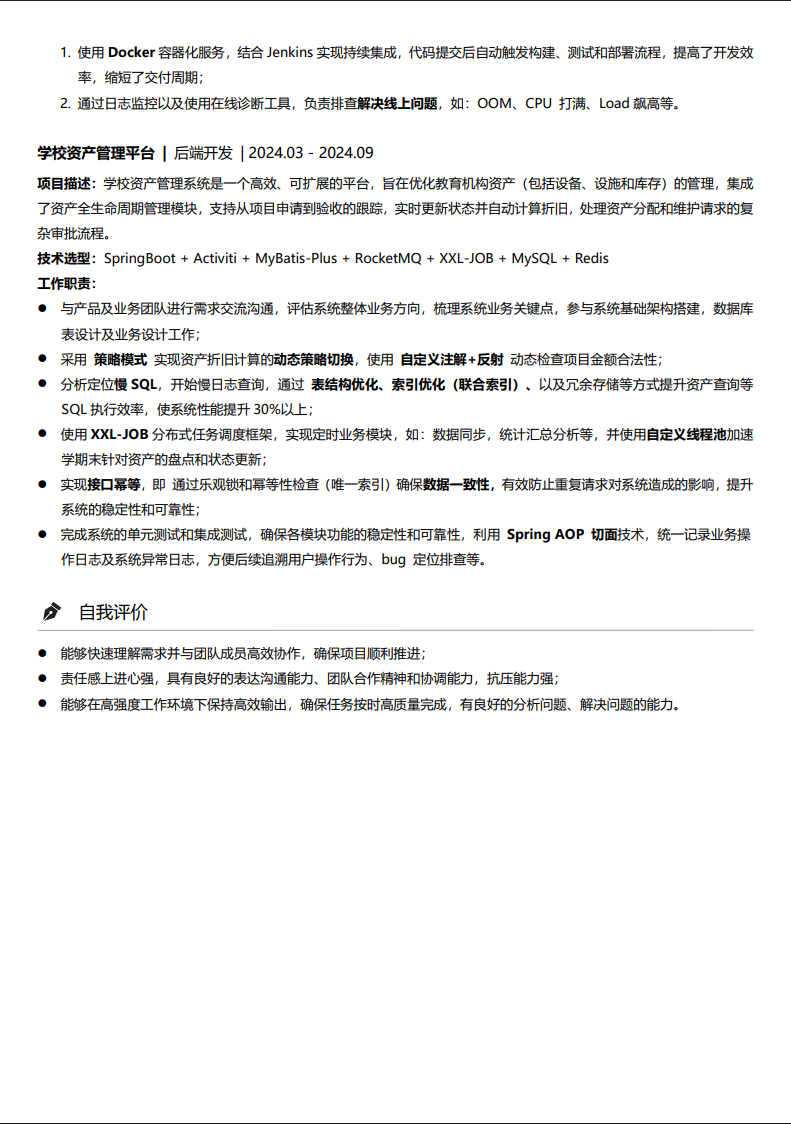 1. 使用 Docker 容器化服务，结合 Jenkins 实现持续集成，代码提交后自动触发构建、测试和部署流程，提高了开发效
率，缩短了交付周期；
2. 通过日志监控以及使用在线诊断工具，负责排查解决线上问题，如：OOM、CPU 打满、Load 飙高等。
学校资产管理平台 | 后端开发 | 2024.03 - 2024.09
项目描述：学校资产管理系统是一个高效、可扩展的平台，旨在优化教育机构资产（包括设备、设施和库存）的管理，集成
了资产全生命周期管理模块，支持从项目申请到验收的跟踪，实时更新状态并自动计算折旧，处理资产分配和维护请求的复
杂审批流程。
技术选型：SpringBoot + Activiti + MyBatis-Plus + RocketMQ + XXL-JOB + MySQL + Redis
工作职责：
● 与产品及业务团队进行需求交流沟通，评估系统整体业务方向，梳理系统业务关键点，参与系统基础架构搭建，数据库
表设计及业务设计工作；
● 采用 策略模式 实现资产折旧计算的动态策略切换，使用 自定义注解+反射 动态检查项目金额合法性；
● 分析定位慢 SQL，开始慢日志查询，通过 表结构优化、索引优化（联合索引）、以及冗余存储等方式提升资产查询等
SQL 执行效率，使系统性能提升 30%以上；
● 使用 XXL-JOB 分布式任务调度框架，实现定时业务模块，如：数据同步，统计汇总分析等，并使用自定义线程池加速
学期末针对资产的盘点和状态更新；
● 实现接口幂等，即 通过乐观锁和幂等性检查（唯一索引）确保数据一致性，有效防止重复请求对系统造成的影响，提升
系统的稳定性和可靠性；
● 完成系统的单元测试和集成测试，确保各模块功能的稳定性和可靠性，利用 Spring AOP 切面技术，统一记录业务操
作日志及系统异常日志，方便后续追溯用户操作行为、bug 定位排查等。
自我评价
● 能够快速理解需求并与团队成员高效协作，确保项目顺利推进；
● 责任感上进心强，具有良好的表达沟通能力、团队合作精神和协调能力，抗压能力强；
● 能够在高强度工作环境下保持高效输出，确保任务按时高质量完成，有良好的分析问题、解决问题的能力。